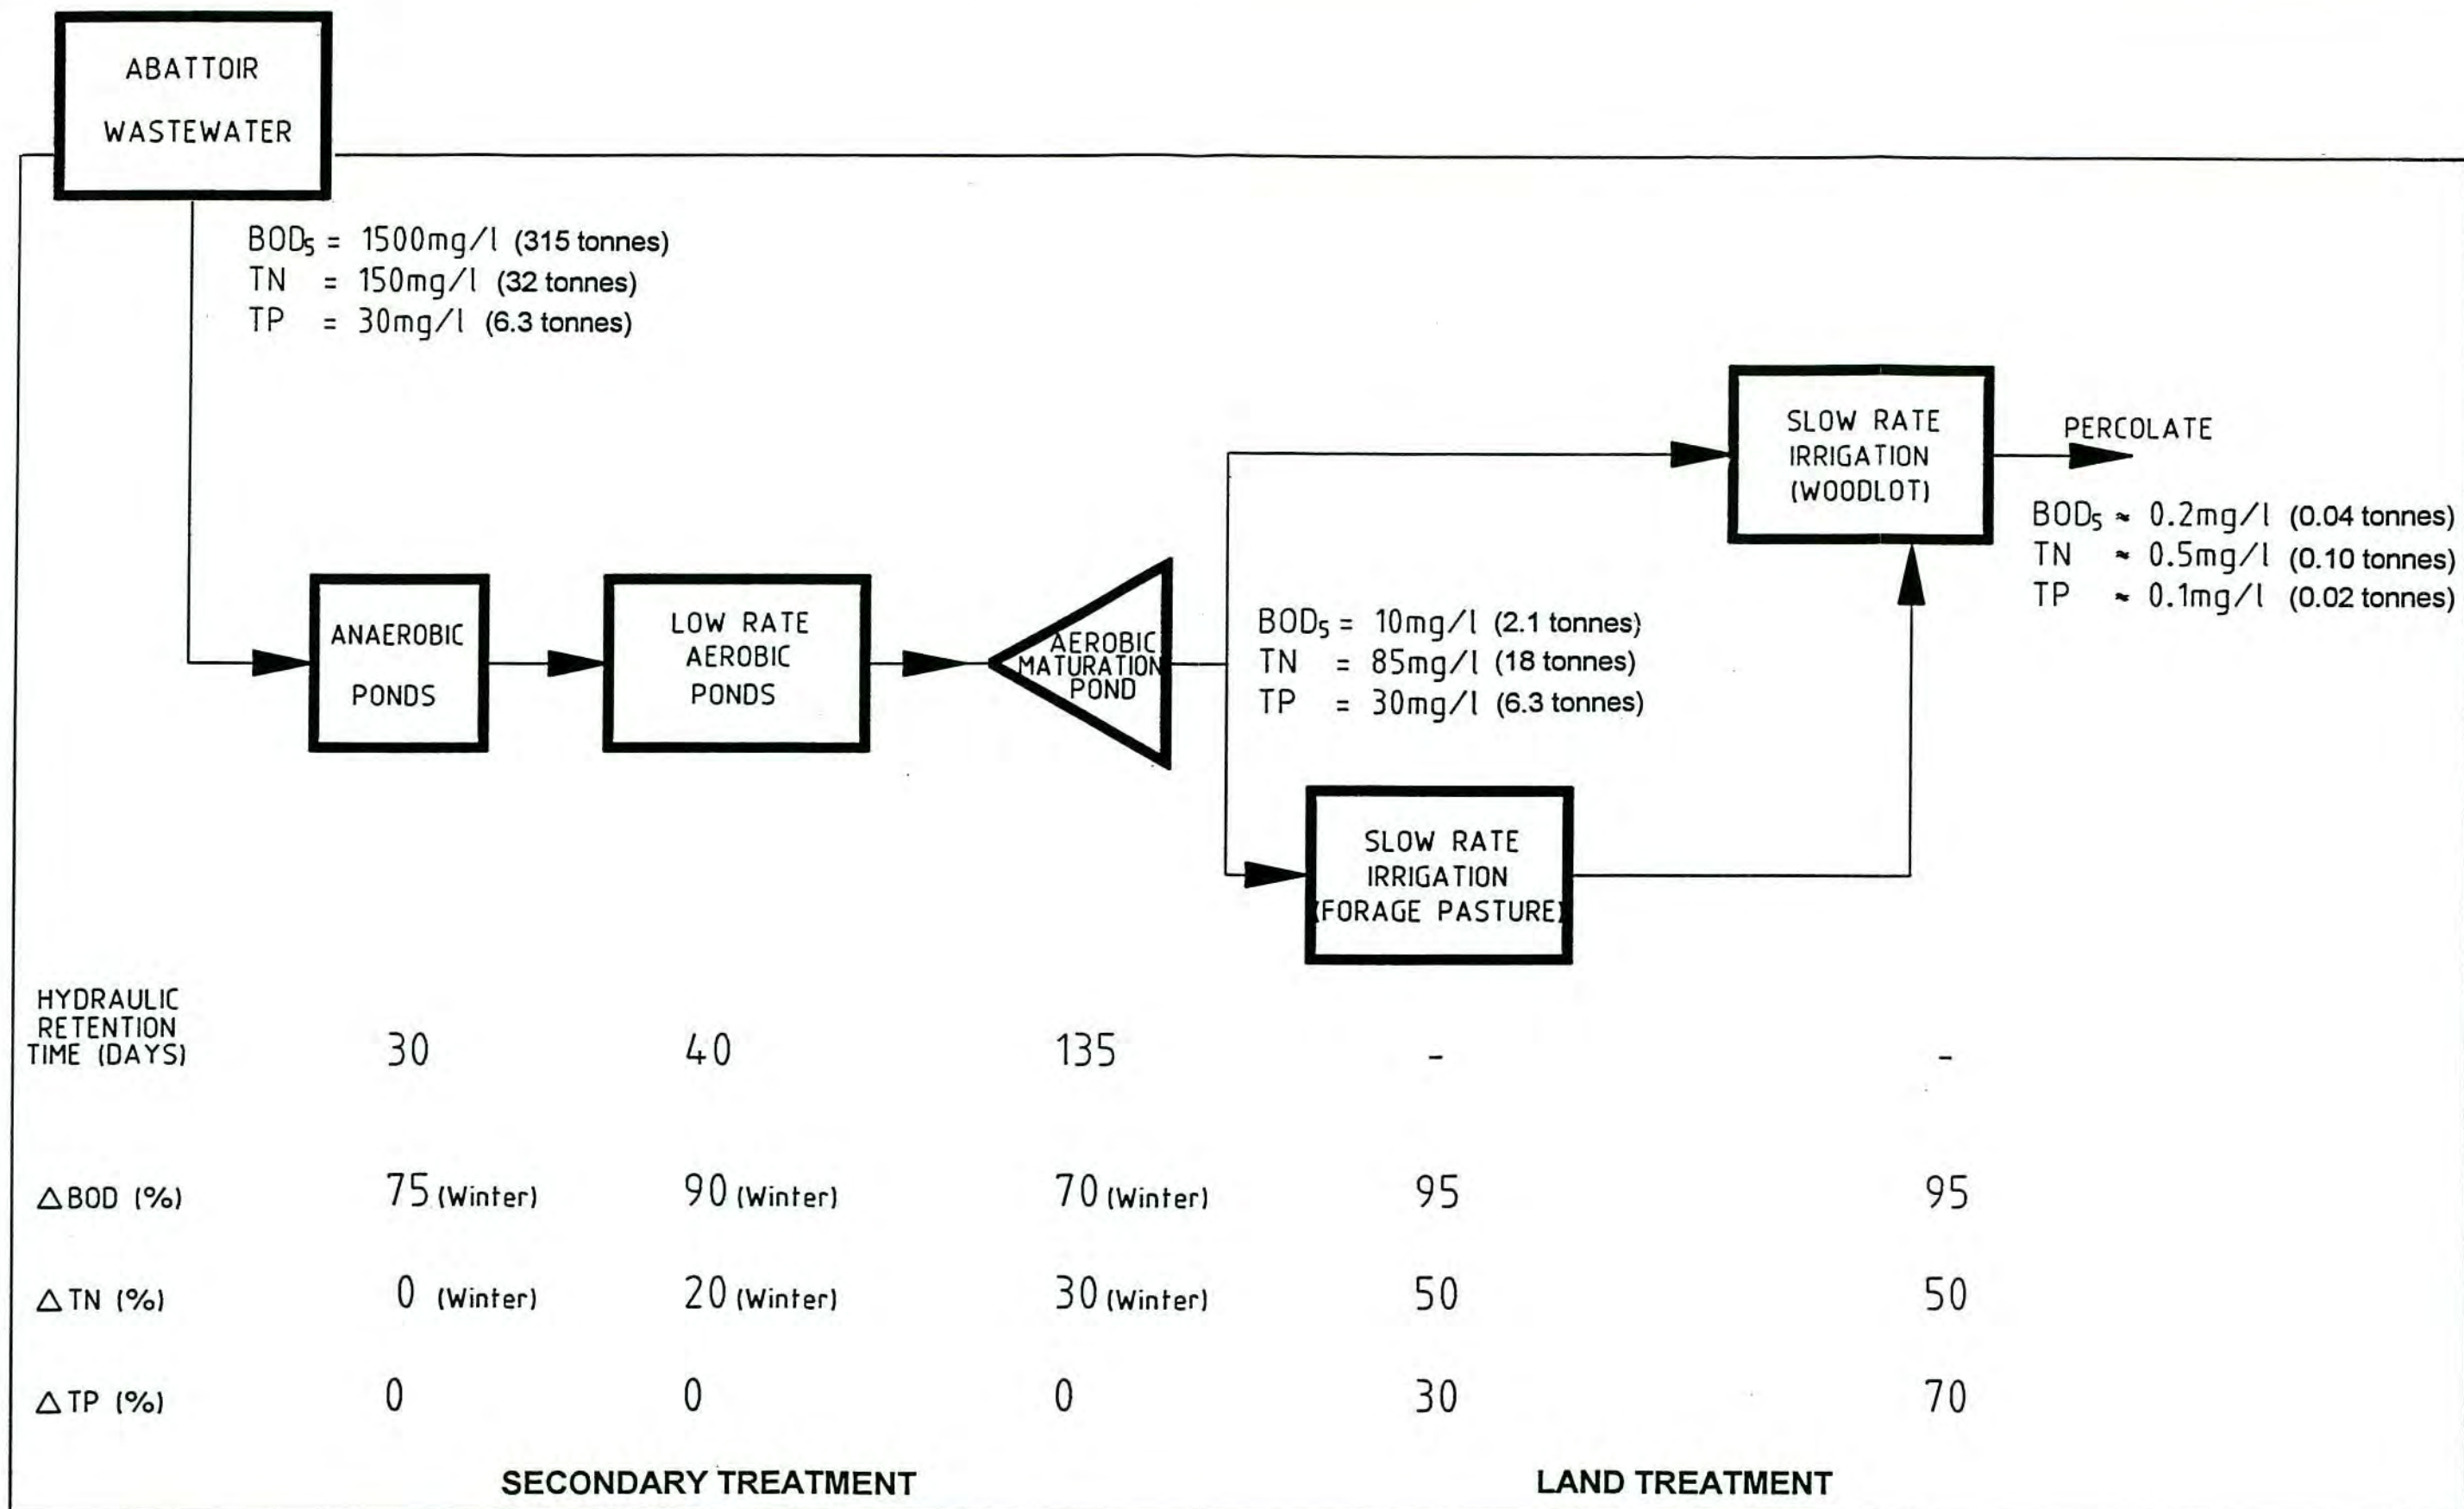 ABATTOIR
WASTEWATER
BOD5 = 1500mg/l (315 tonnes)
TN = 150mg/l (32 tonnes)
TP = 30mg/l (6.3 tonnes)
SLOW RATE
IRRIGATION
(WOODLOT)
PERCOLATE
BOD5 ≈ 0.2mg/l (0.04 tonnes)
TN ≈ 0.5mg/l (0.10 tonnes)
TP ≈ 0.1mg/l (0.02 tonnes)
ANAEROBIC
PONDS
LOW RATE
AEROBIC
PONDS
AEROBIC
MATURATION
POND
BOD5 = 10mg/l (2.1 tonnes)
TN = 85mg/l (18 tonnes)
TP = 30mg/l (6.3 tonnes)
SLOW RATE
IRRIGATION
(FORAGE PASTURE)
HYDRAULIC
RETENTION
TIME (DAYS) 30 40 135 - -
△BOD (%) 75 (Winter) 90 (Winter) 70 (Winter) 95 95
△TN (%) 0 (Winter) 20 (Winter) 30 (Winter) 50 50
△TP (%) 0 0 0 30 70
SECONDARY TREATMENT LAND TREATMENT